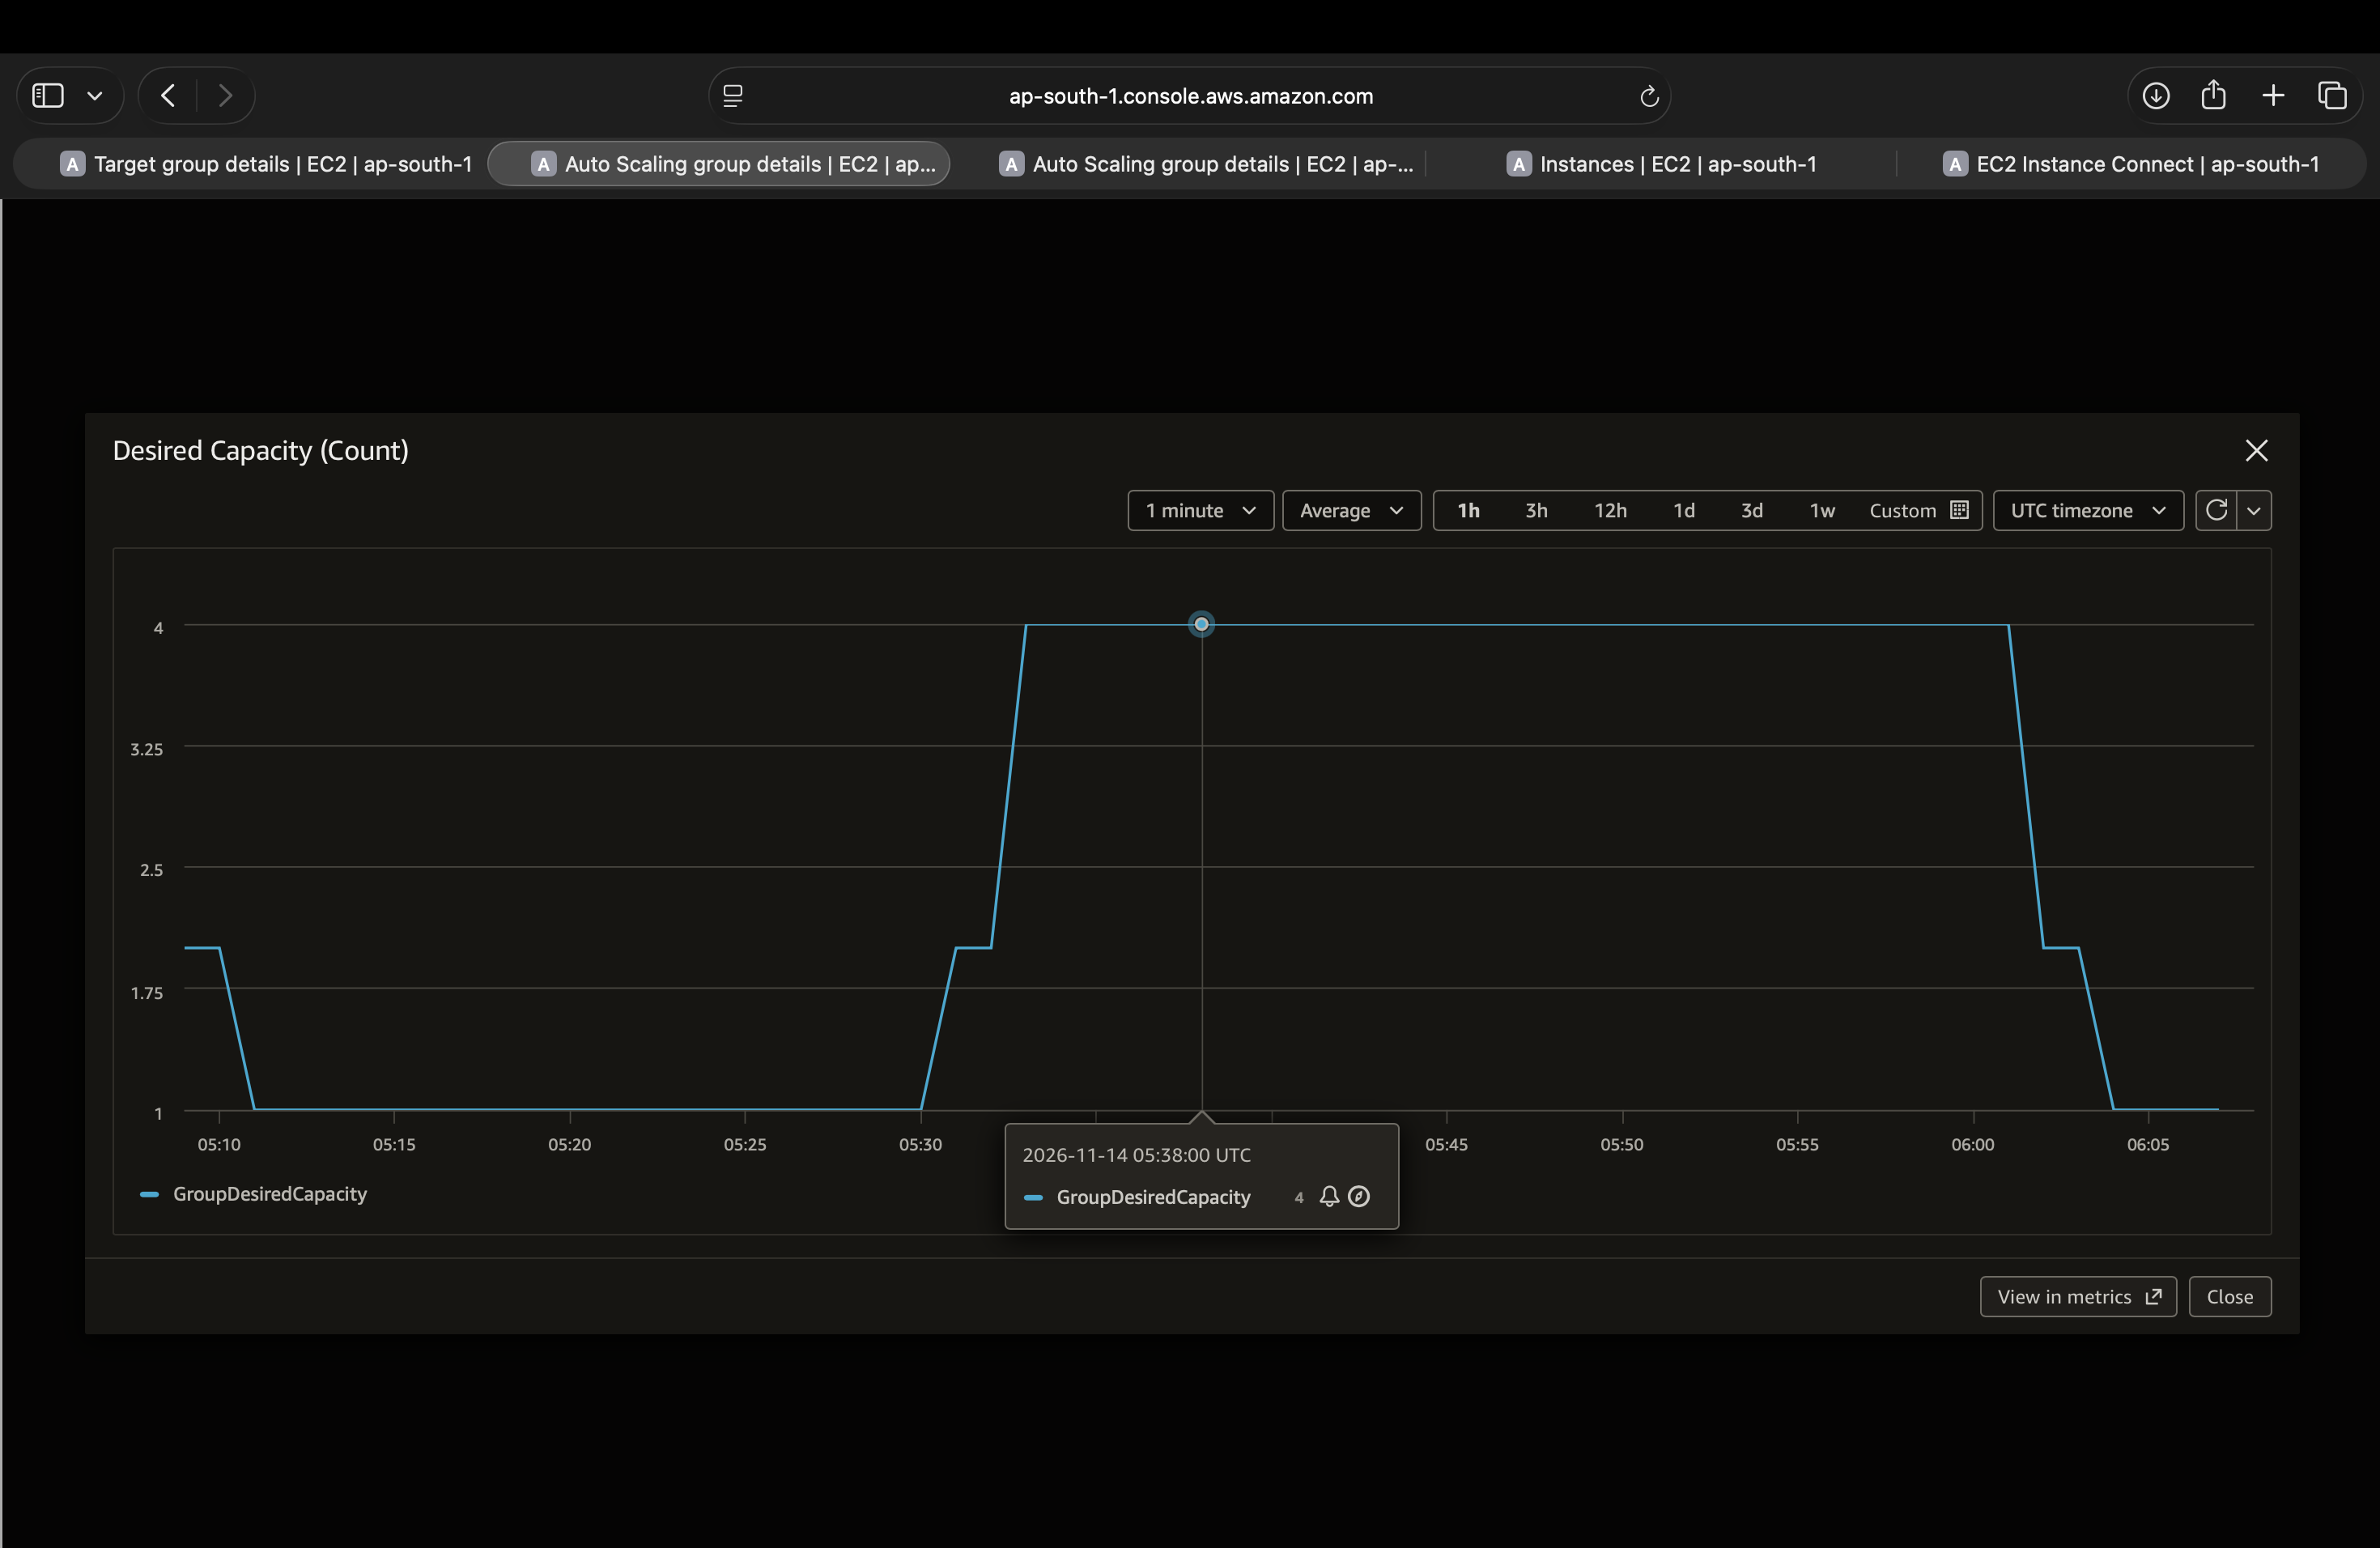 ap-south-1.console.aws.amazon.com
A Target group details | EC2 | ap-south-1
A Auto Scaling group details | EC2 | ap...
A Auto Scaling group details | EC2 | ap-...
A Instances | EC2 | ap-south-1
A EC2 Instance Connect | ap-south-1
Desired Capacity (Count)
1 minute Average 1h 3h 12h 1d 3d 1w Custom UTC timezone
4
3.25
2.5
1.75
1
05:10 05:15 05:20 05:25 05:30 05:45 05:50 05:55 06:00 06:05
2026-11-14 05:38:00 UTC
GroupDesiredCapacity 4
GroupDesiredCapacity
View in metrics Close